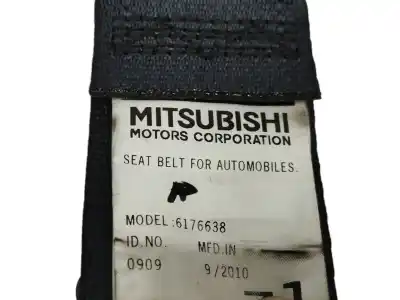 MITSUBISHI
MOTORS CORPORATION
SEAT BELT FOR AUTOMOBILES.
MODEL:6176638
ID.NO. MFD.IN
0909 9/2010